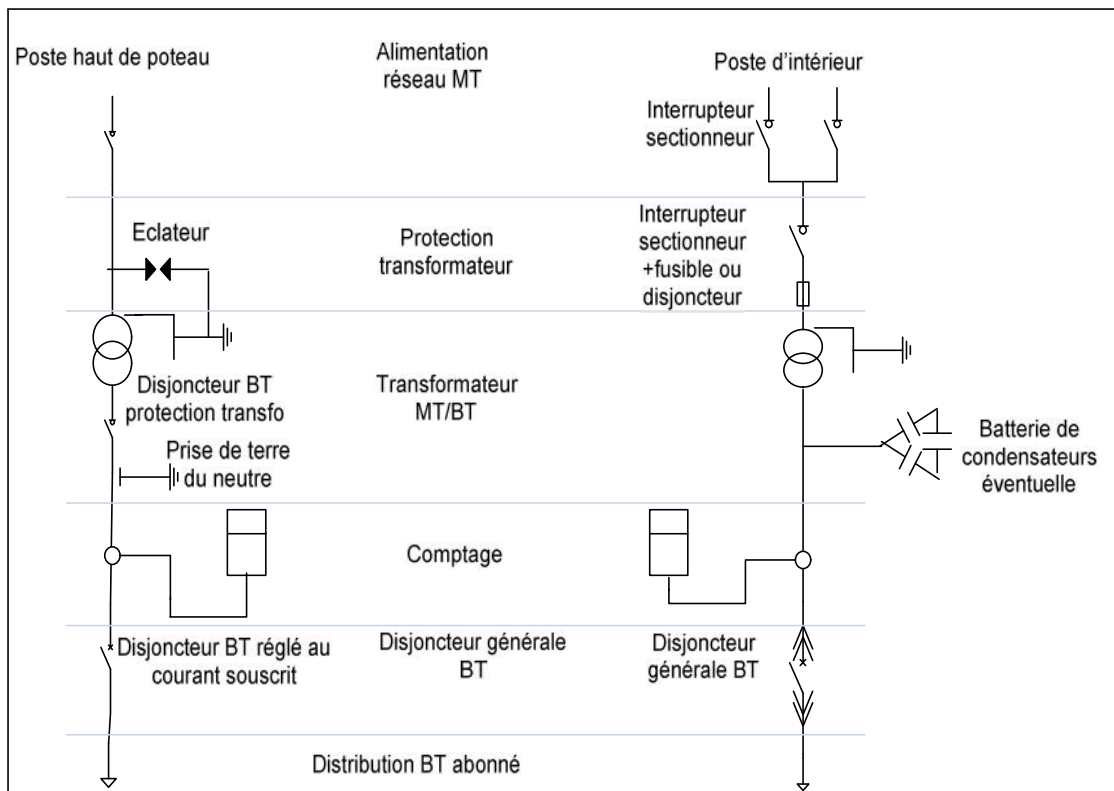 Poste haut de poteau
Alimentation
réseau MT
Poste d'intérieur
Interrupteur
sectionneur
Eclateur
Protection
transformateur
Interrupteur
sectionneur
+fusible ou
disjoncteur
Disjoncteur BT
protection transfo
Transformateur
MT/BT
Prise de terre
du neutre
Batterie de
condensateurs
éventuelle
Comptage
Disjoncteur BT réglé au
courant souscrit
Disjoncteur générale
BT
Disjoncteur
générale BT
Distribution BT abonné